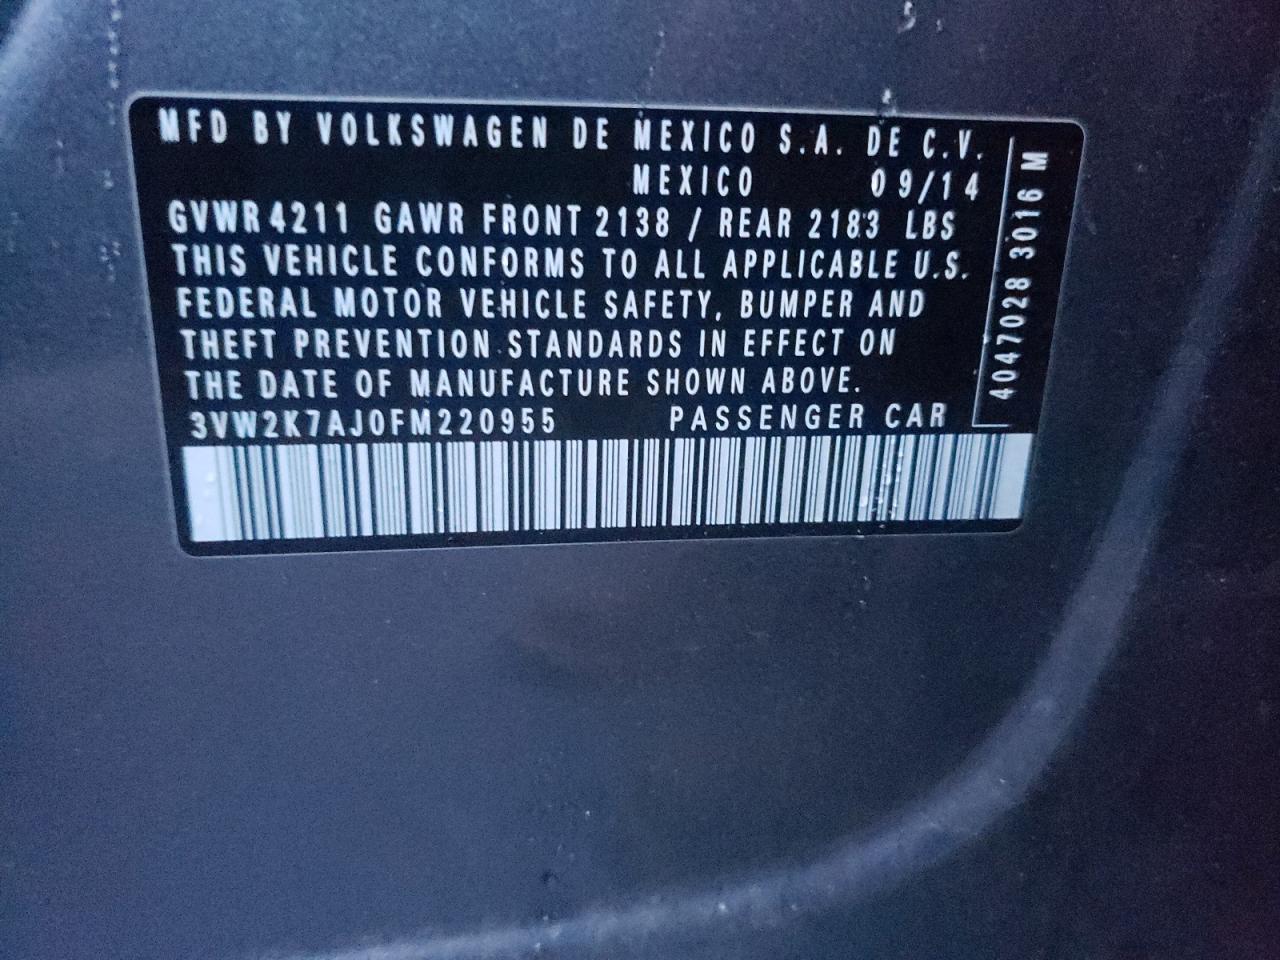 MFD BY VOLKSWAGEN DE MEXICO S.A. DE C.V.
MEXICO 09/14
GVWR 4211 GAWR FRONT 2138 / REAR 2183 LBS
THIS VEHICLE CONFORMS TO ALL APPLICABLE U.S.
FEDERAL MOTOR VEHICLE SAFETY, BUMPER AND
THEFT PREVENTION STANDARDS IN EFFECT ON
THE DATE OF MANUFACTURE SHOWN ABOVE.
3VW2K7AJ0FM220955 PASSENGER CAR
4047028 3016 M